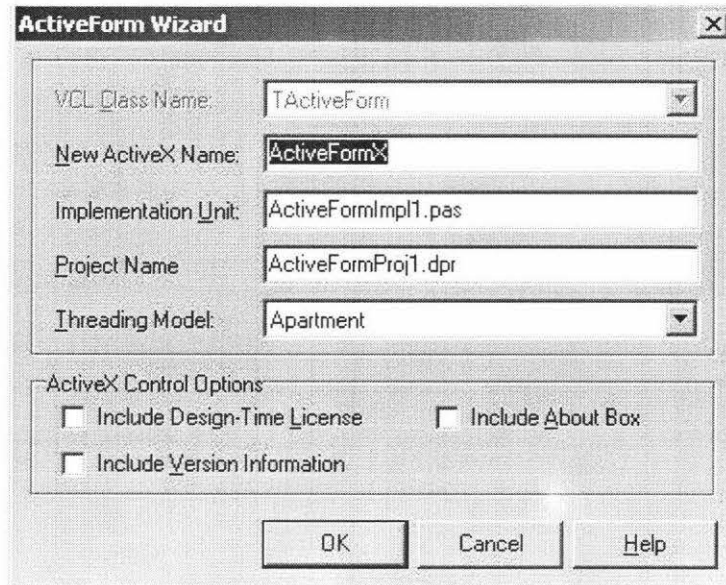 ActiveForm Wizard
VCL Class Name: TActiveForm
New ActiveX Name: ActiveFormX
Implementation Unit: ActiveFormImpl1.pas
Project Name ActiveFormProj1.dpr
Threading Model: Apartment
ActiveX Control Options
Include Design-Time License Include About Box
Include Version Information
OK Cancel Help